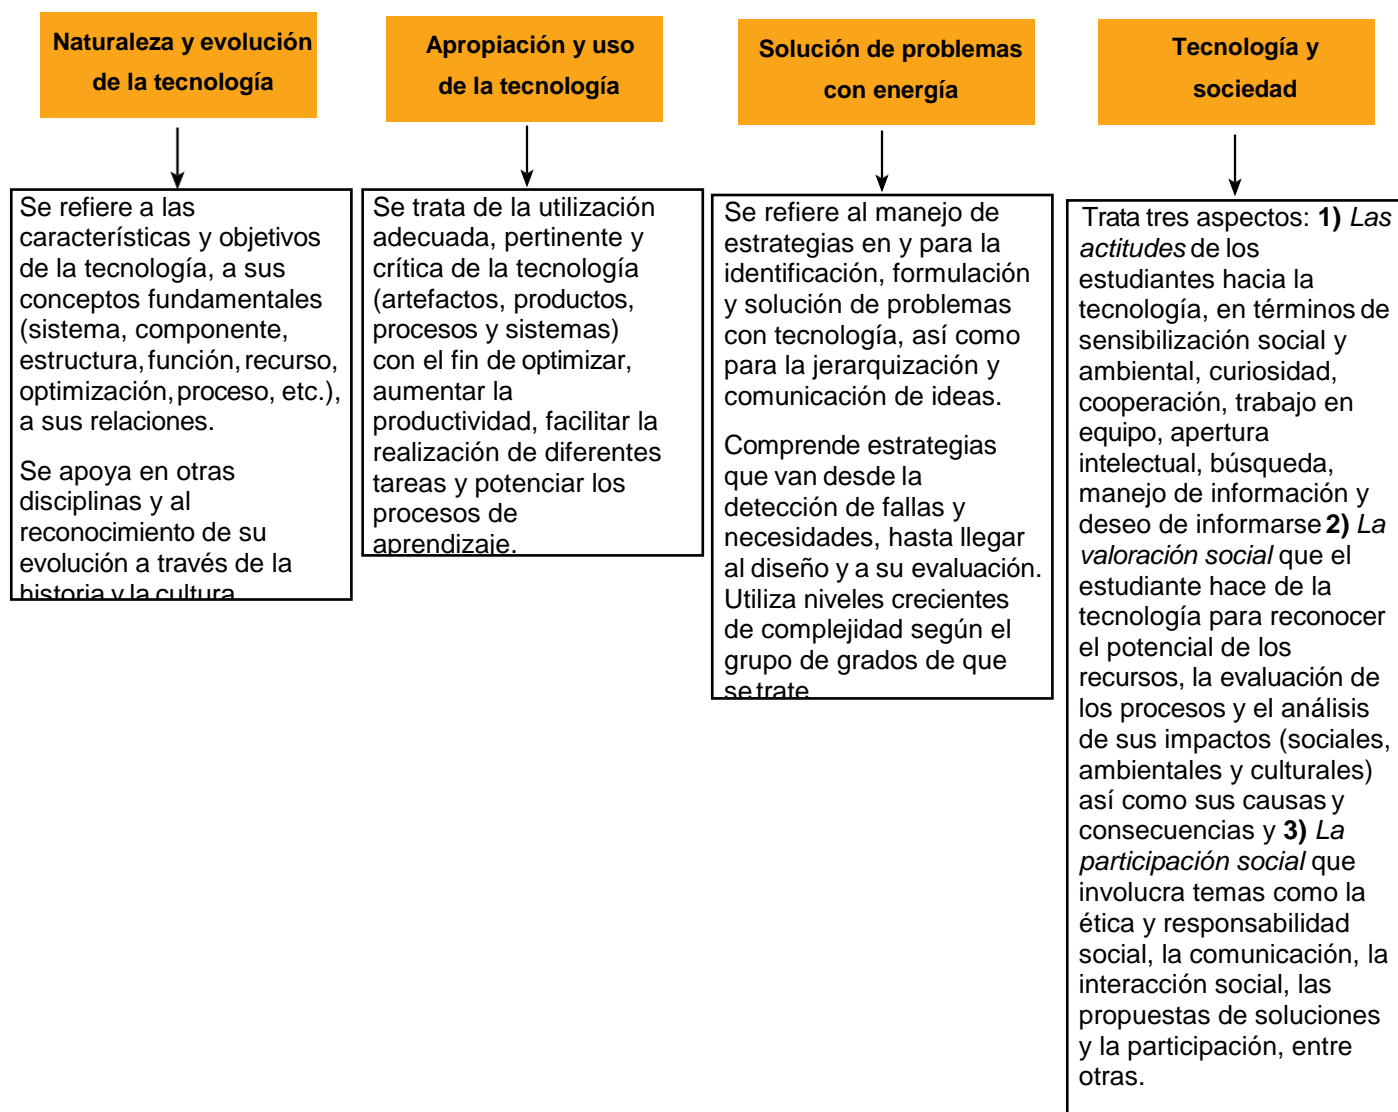 Naturaleza y evolución
de la tecnología
Se refiere a las
características y objetivos
de la tecnología, a sus
conceptos fundamentales
(sistema, componente,
estructura, función, recurso,
optimización, proceso, etc.),
a sus relaciones.
Se apoya en otras
disciplinas y al
reconocimiento de su
evolución a través de la
historia y la cultura
Apropiación y uso
de la tecnología
Se trata de la utilización
adecuada, pertinente y
crítica de la tecnología
(artefactos, productos,
procesos y sistemas)
con el fin de optimizar,
aumentar la
productividad, facilitar la
realización de diferentes
tareas y potenciar los
procesos de
aprendizaje.
Solución de problemas
con energía
Se refiere al manejo de
estrategias en y para la
identificación, formulación
y solución de problemas
con tecnología, así como
para la jerarquización y
comunicación de ideas.
Comprende estrategias
que van desde la
detección de fallas y
necesidades, hasta llegar
al diseño y a su evaluación.
Utiliza niveles crecientes
de complejidad según el
grupo de grados de que
se trate
Tecnología y
sociedad
Trata tres aspectos: 1) Las
actitudes de los
estudiantes hacia la
tecnología, en términos de
sensibilización social y
ambiental, curiosidad,
cooperación, trabajo en
equipo, apertura
intelectual, búsqueda,
manejo de información y
deseo de informarse 2) La
valoración social que el
estudiante hace de la
tecnología para reconocer
el potencial de los
recursos, la evaluación de
los procesos y el análisis
de sus impactos (sociales,
ambientales y culturales)
así como sus causas y
consecuencias y 3) La
participación social que
involucra temas como la
ética y responsabilidad
social, la comunicación, la
interacción social, las
propuestas de soluciones
y la participación, entre
otras.